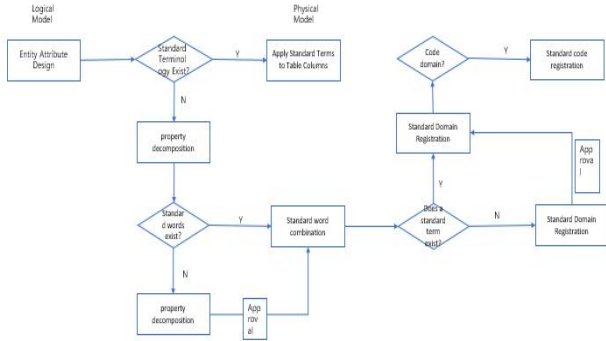 Logical
Model
Physical
Model
Entity Attribute
Design
Standard
Terminol
ogy Exist?
Y
Apply Standard Terms
to Table Columns
Code
domain?
Y
Standard code
registration
N
property
decomposition
Standard Domain
Registration
App
rova
l
Y
Standar
d words
exist?
Y
Standard word
combination
Does a
standard
term
exist?
N
Standard Domain
Registration
N
property
decomposition
App
rov
al